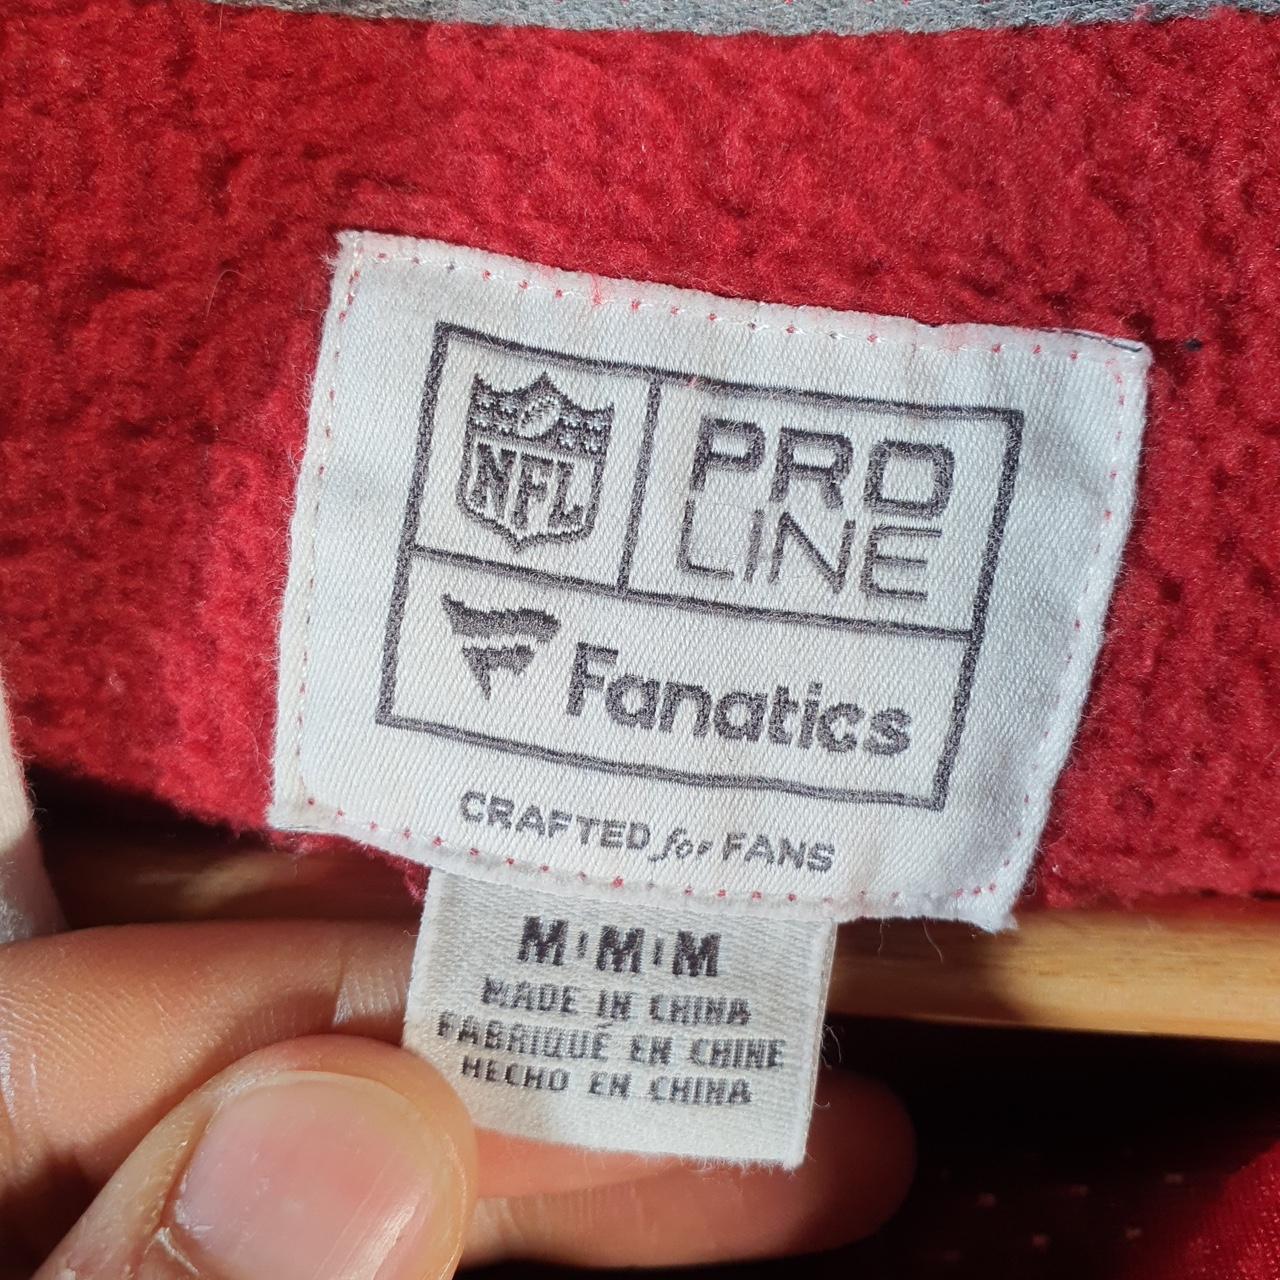 NFL
PRO
LINE
Fanatics
CRAFTED for FANS
M M M
MADE IN CHINA
FABRIQUÉ EN CHINE
HECHO EN CHINA